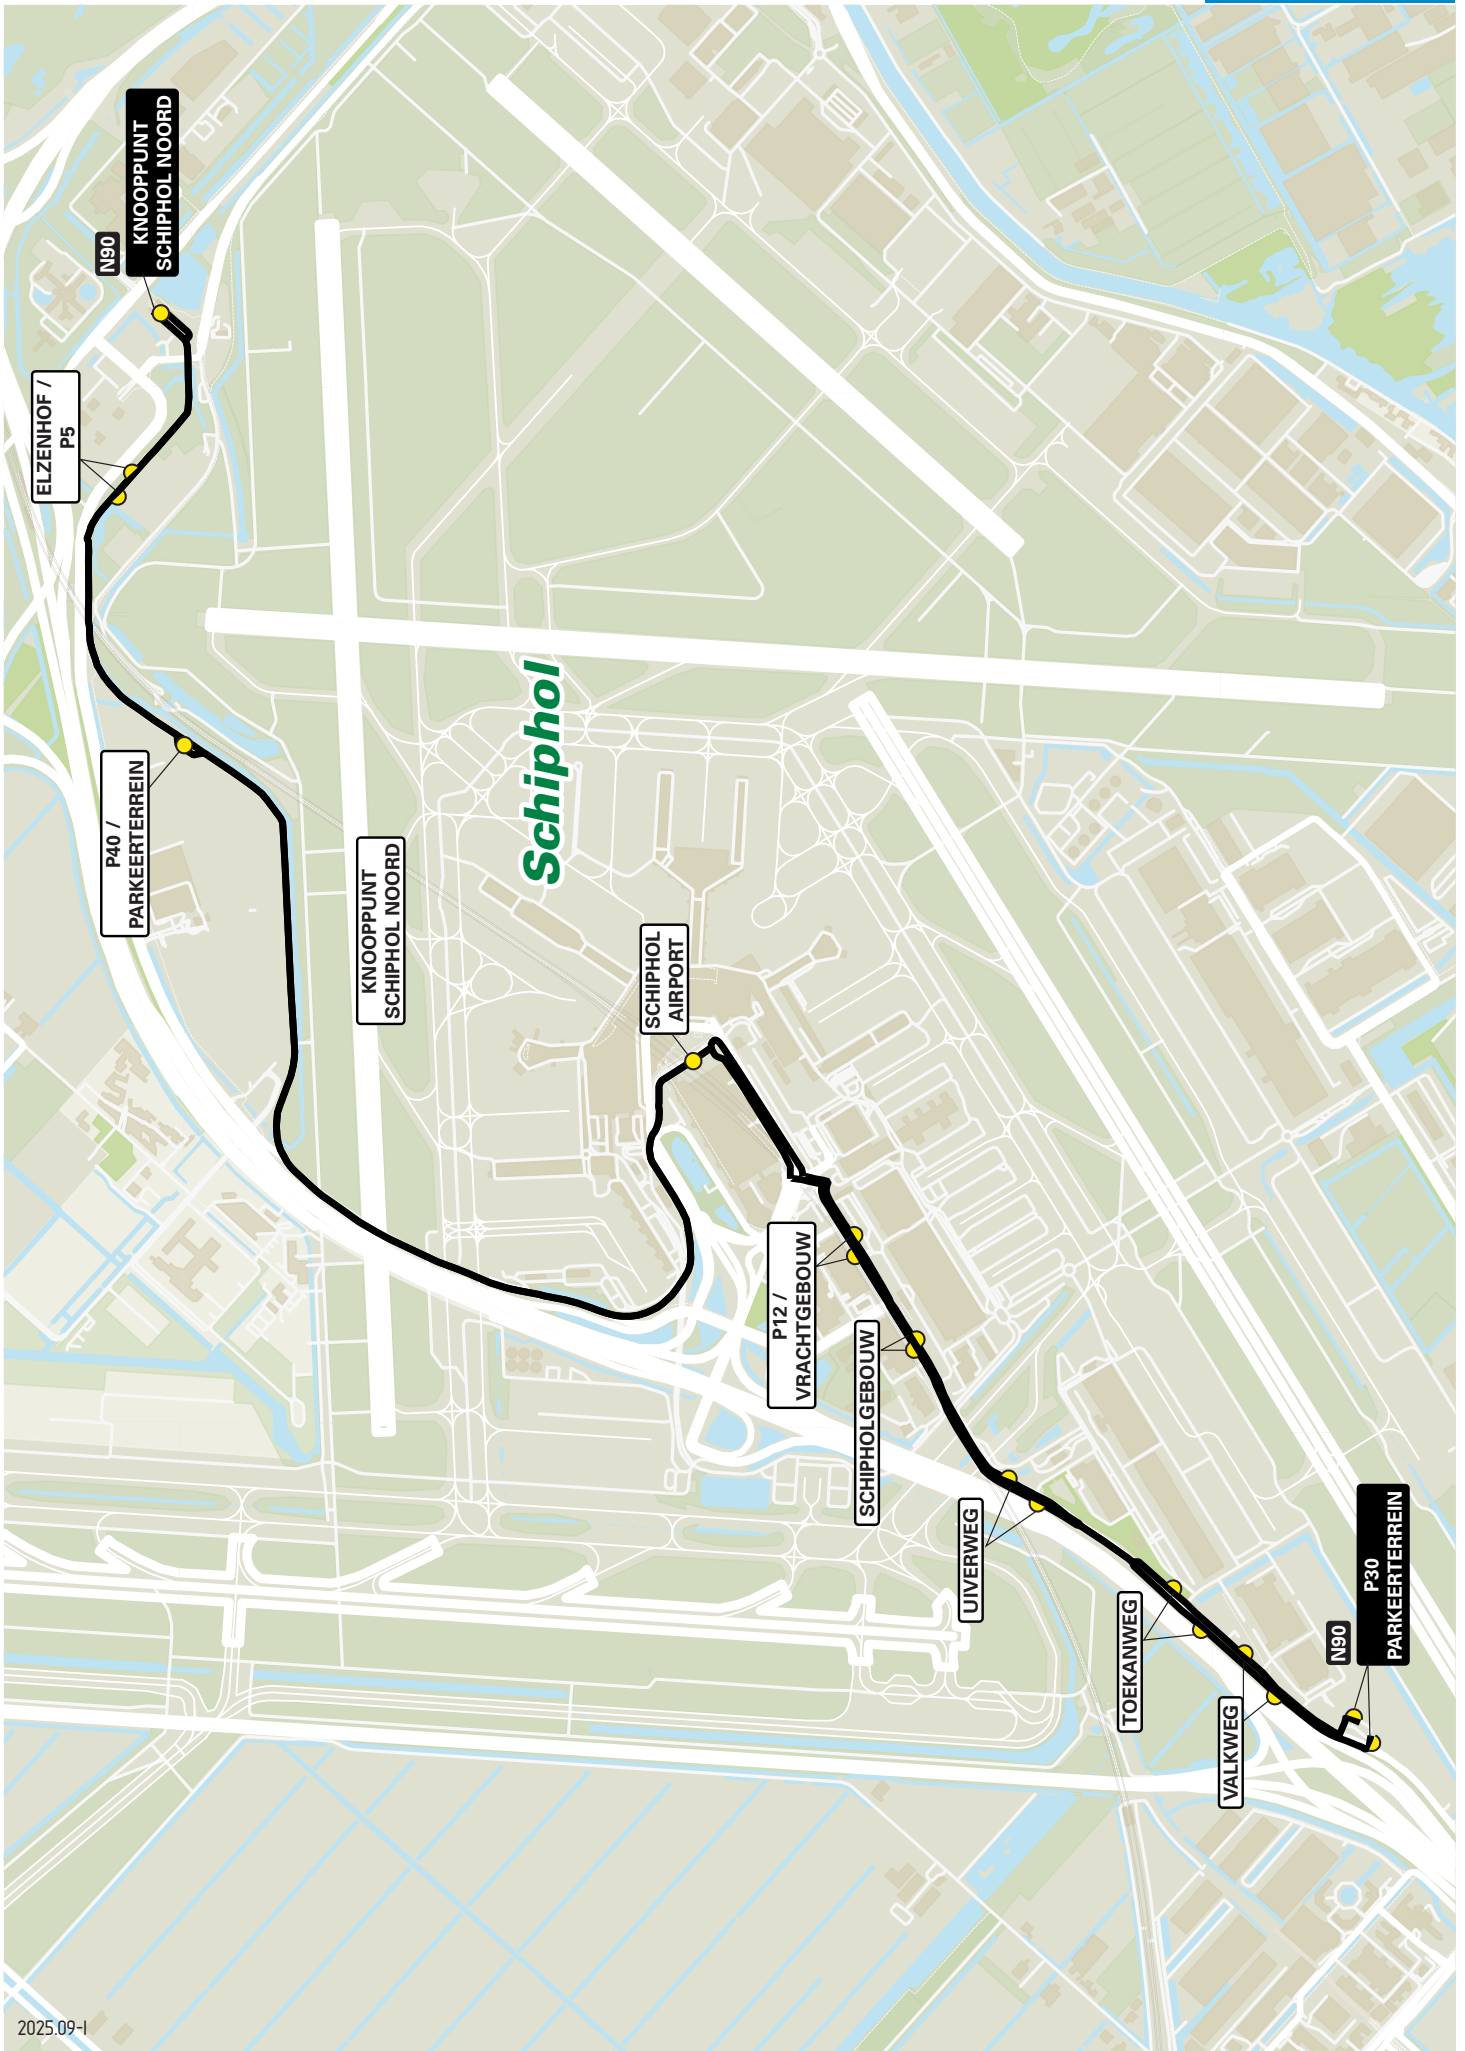 N90
KNOOPPUNT
SCHIPHOL NOORD
ELZENHOF /
P5
P40 /
PARKEERTERREIN
KNOOPPUNT
SCHIPHOL NOORD
Schiphol
SCHIPHOL
AIRPORT
P12 /
VRACHTGEBOUW
SCHIPHOLGEBOUW
UIVERWEG
TOEKANWEG
VALKWEG
N90
P30
PARKEERTERREIN
2025.09-I